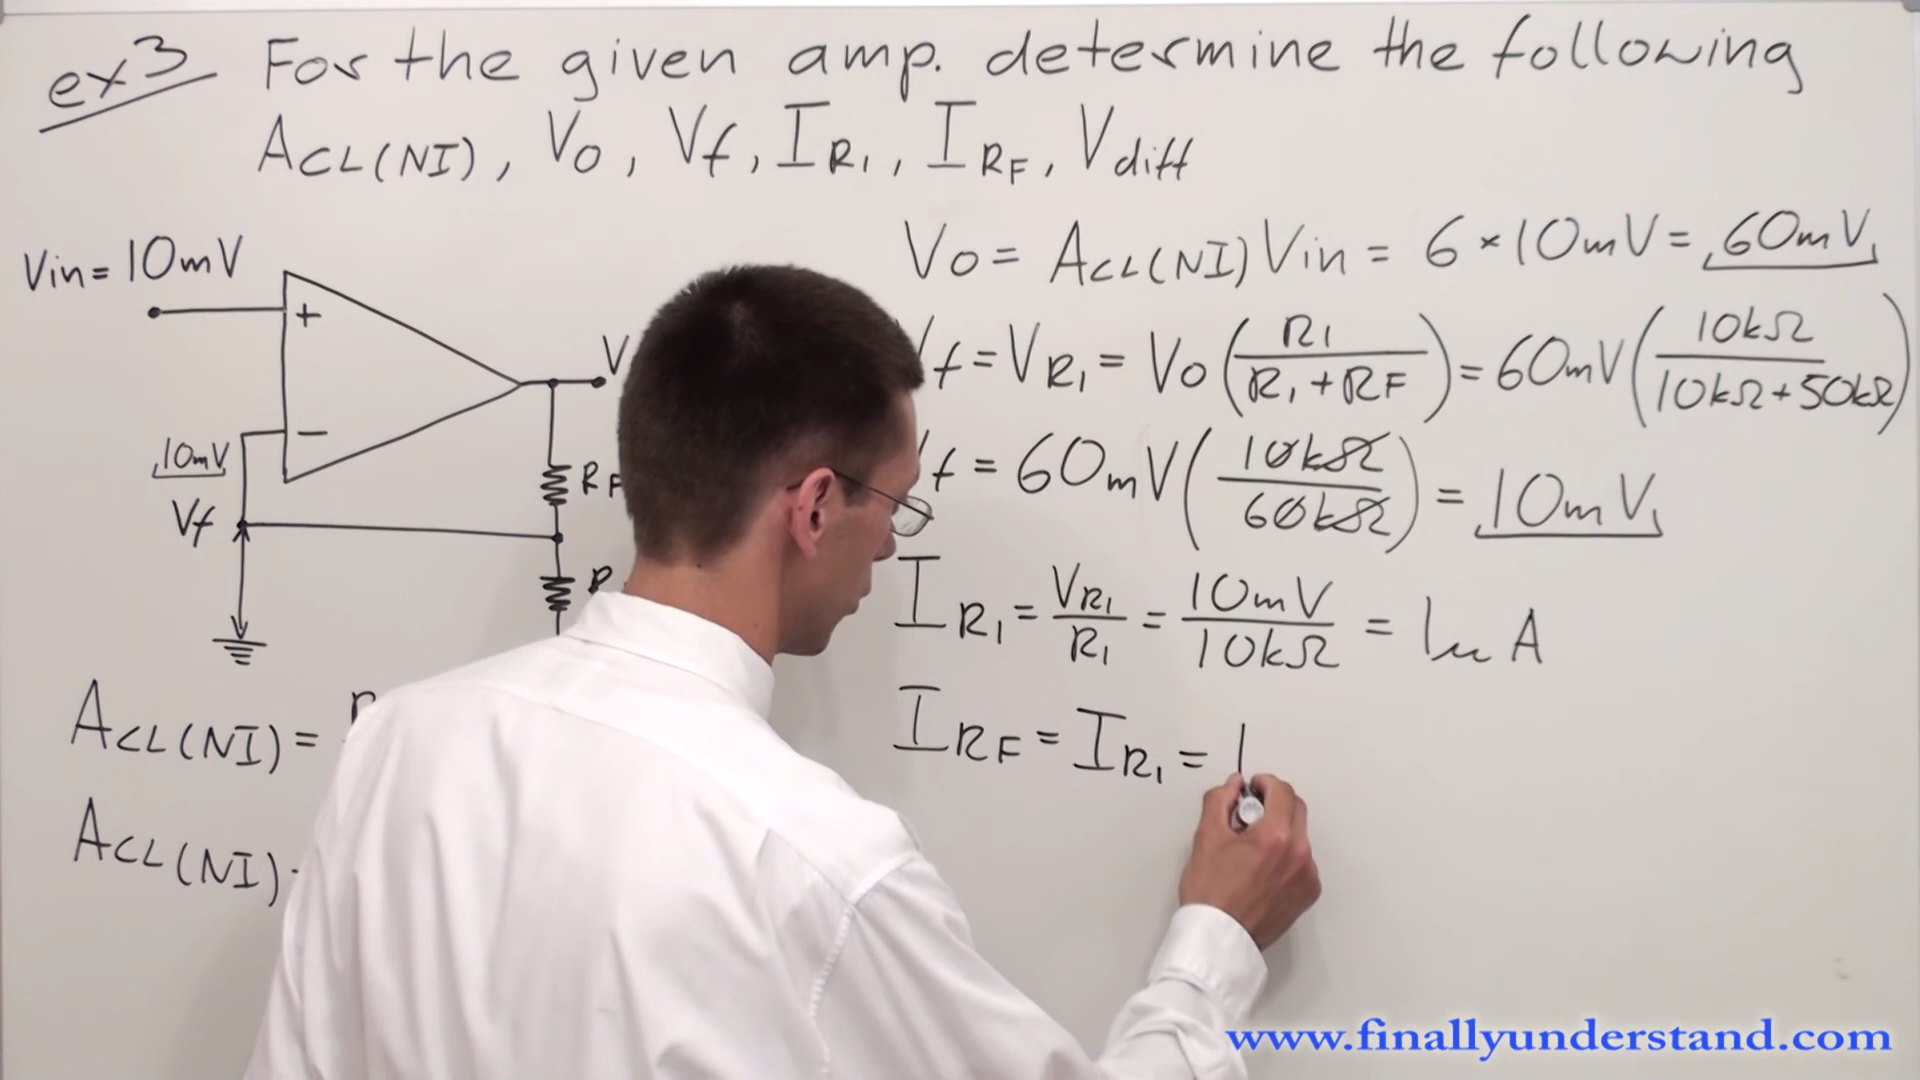 ex3 For the given amp. determine the following
ACL(NI), Vo, Vf, IR1, IRF, Vdiff
Vin = 10mV
+
V
−
10mV
Vf
RF
ACL(NI) =
ACL(NI)
Vo = ACL(NI) Vin = 6 × 10mV = 60mV
f = VR1 = Vo (R1 / R1 + RF) = 60mV (10kΩ / 10kΩ + 50kΩ)
f = 60mV (10kΩ / 60kΩ) = 10mV
IR1 = VR1 / R1 = 10mV / 10kΩ = 1μA
IRF = IR1 = 1
www.finallyunderstand.com